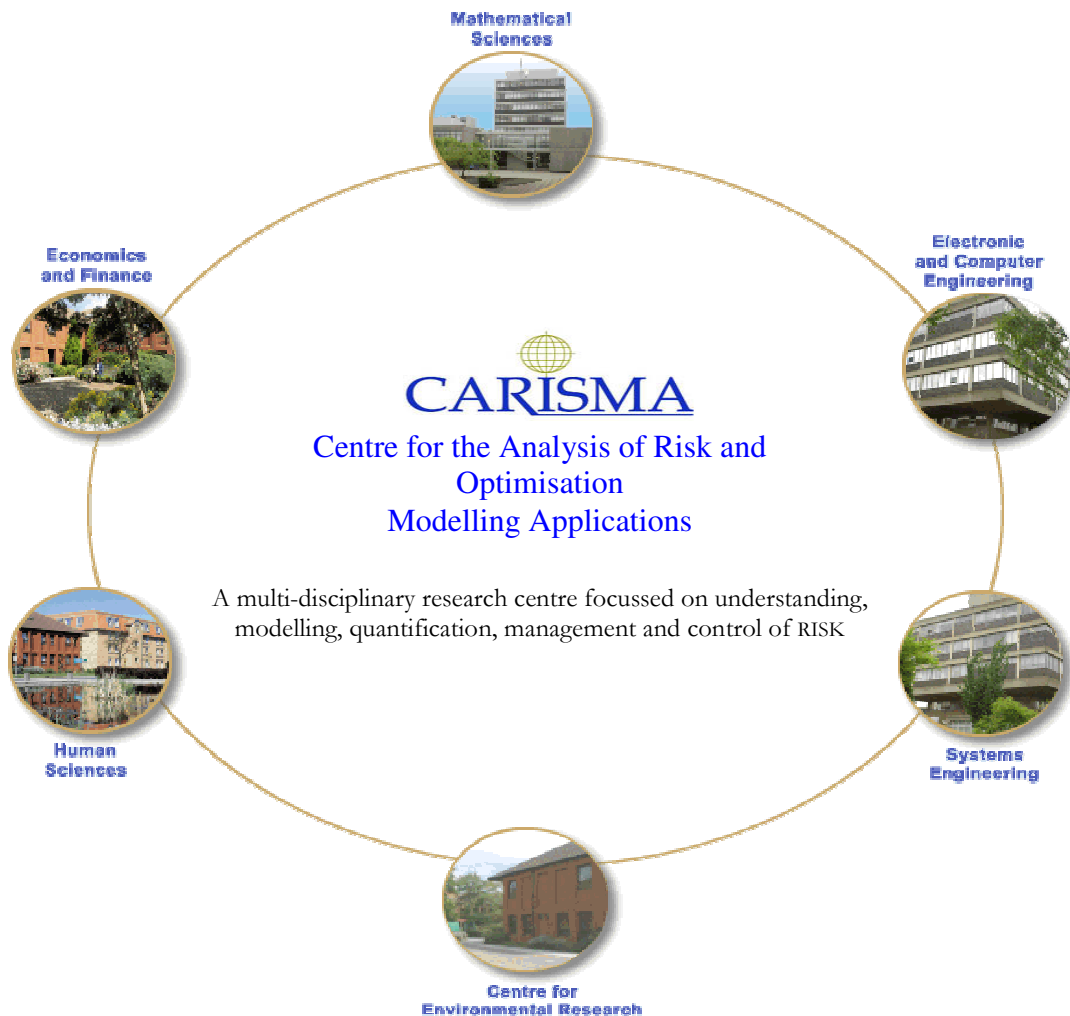 Mathematical
Sciences
Economics
and Finance
Electronic
and Computer
Engineering
CARISMA
Centre for the Analysis of Risk and
Optimisation
Modelling Applications
A multi-disciplinary research centre focussed on understanding,
modelling, quantification, management and control of RISK
Human
Sciences
Systems
Engineering
Centre for
Environmental Research